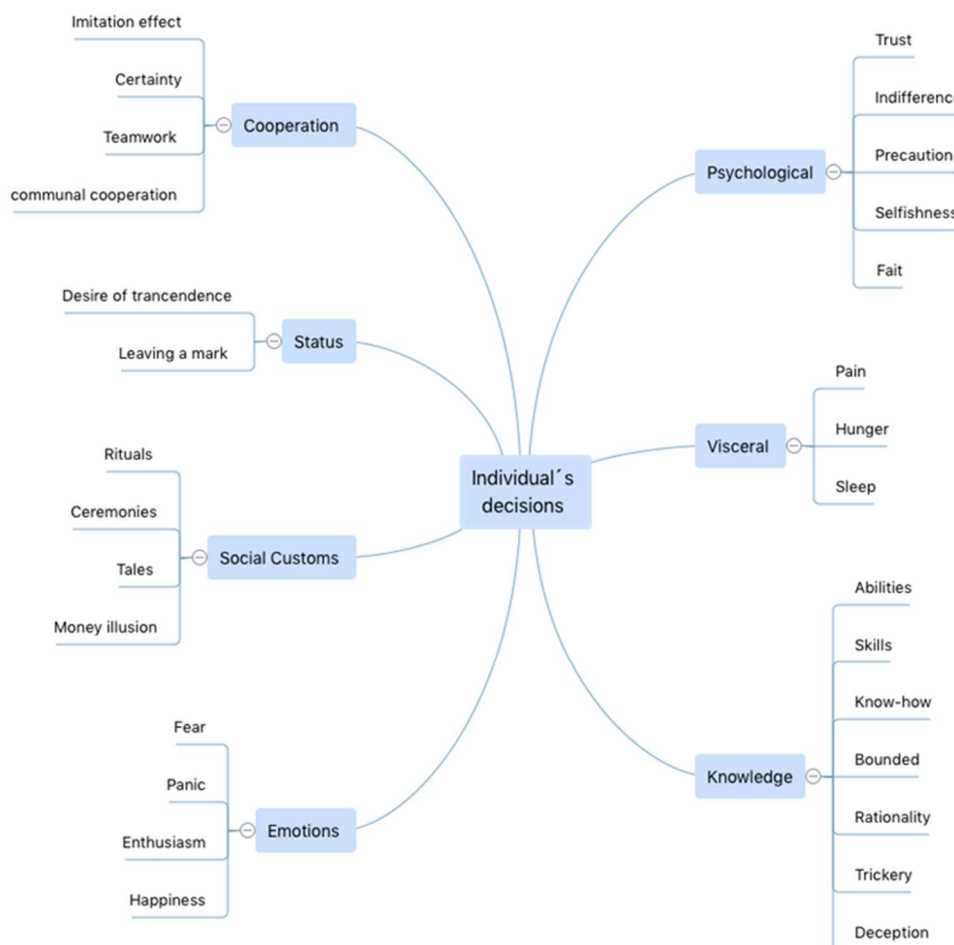 Imitation effect
Certainty
Teamwork
communal cooperation
Cooperation
Desire of trancendence
Leaving a mark
Status
Rituals
Ceremonies
Tales
Money illusion
Social Customs
Fear
Panic
Enthusiasm
Happiness
Emotions
Individual´s
decisions
Psychological
Trust
Indifference
Precaution
Selfishness
Fait
Visceral
Pain
Hunger
Sleep
Knowledge
Abilities
Skills
Know-how
Bounded
Rationality
Trickery
Deception